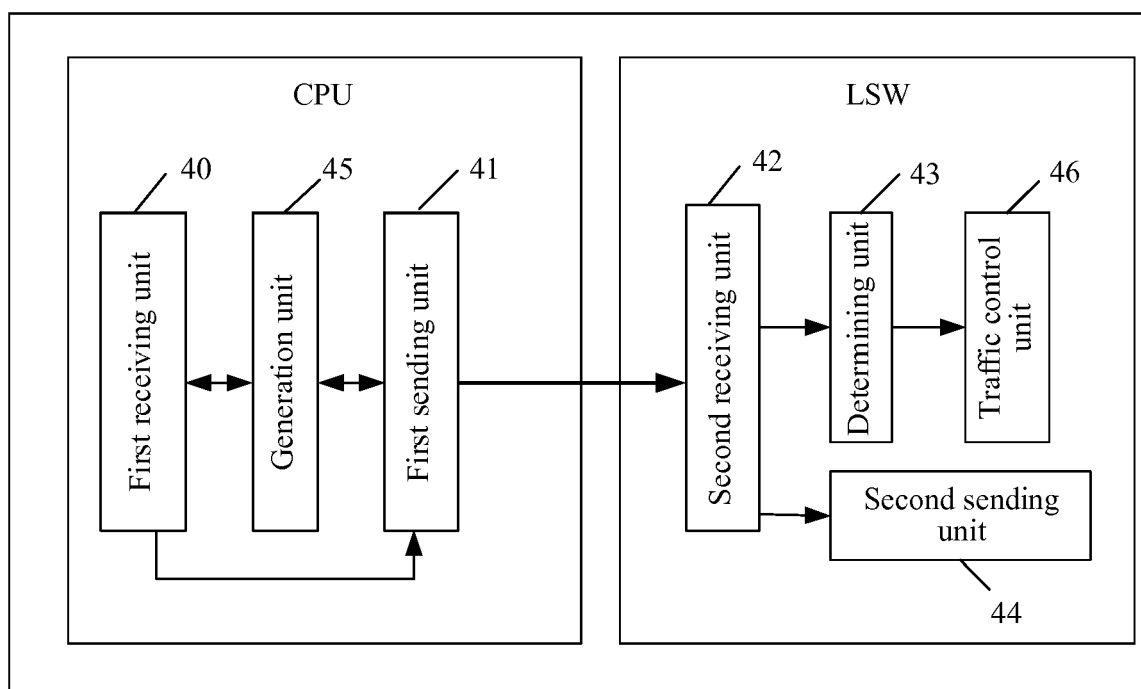 CPU
LSW
40
45
41
42
43
46
First receiving unit
Generation unit
First sending unit
Second receiving unit
Determining unit
Traffic control
unit
Second sending
unit
44